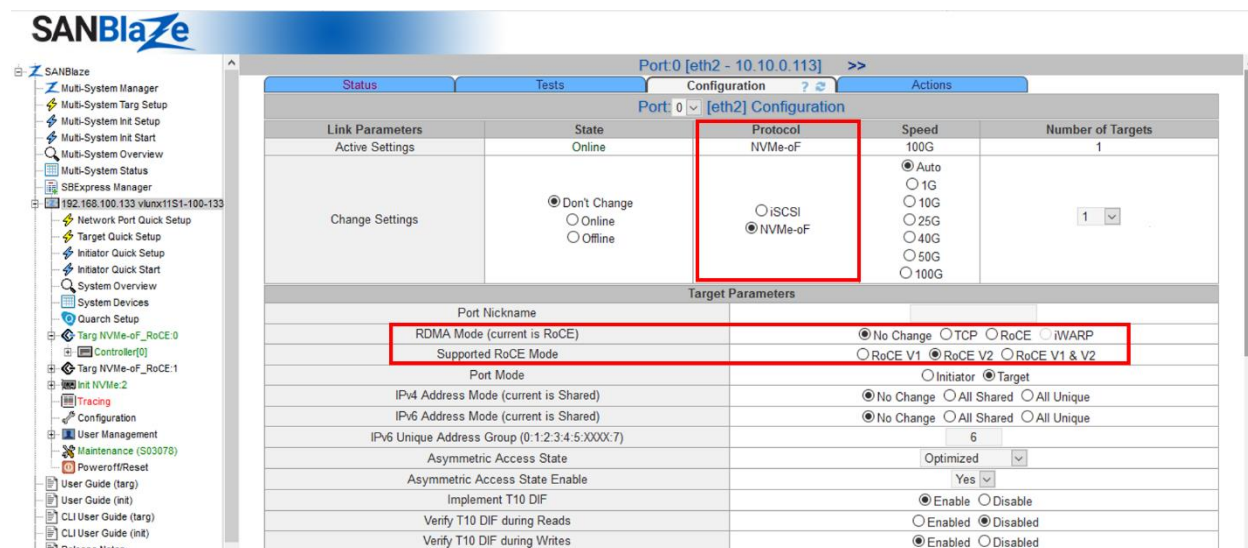 SANBlaze
SANBlaze
Multi-System Manager
Multi-System Targ Setup
Multi-System Init Setup
Multi-System Init Start
Multi-System Overview
Multi-System Status
SBExpress Manager
192.168.100.133 vlunx11S1-100-133
Network Port Quick Setup
Target Quick Setup
Initiator Quick Setup
Initiator Quick Start
System Overview
System Devices
Quarch Setup
Targ NVMe-oF_RoCE:0
Controller[0]
Targ NVMe-oF_RoCE:1
Init NVMe:2
Tracing
Configuration
User Management
Maintenance (S03078)
Poweroff/Reset
User Guide (targ)
User Guide (init)
CLI User Guide (targ)
CLI User Guide (init)
Release Notes
Port:0 [eth2 - 10.10.0.113] >>
Status Tests Configuration ? Actions
Port: 0 [eth2] Configuration
Link Parameters State Protocol Speed Number of Targets
Active Settings Online NVMe-oF 100G 1
Change Settings
Don't Change
Online
Offline
iSCSI
NVMe-oF
Auto
1G
10G
25G
40G
50G
100G
1
Target Parameters
Port Nickname
RDMA Mode (current is RoCE) No Change TCP RoCE iWARP
Supported RoCE Mode RoCE V1 RoCE V2 RoCE V1 & V2
Port Mode Initiator Target
IPv4 Address Mode (current is Shared) No Change All Shared All Unique
IPv6 Address Mode (current is Shared) No Change All Shared All Unique
IPv6 Unique Address Group (0:1:2:3:4:5:XXXX:7) 6
Asymmetric Access State Optimized
Asymmetric Access State Enable Yes
Implement T10 DIF Enable Disable
Verify T10 DIF during Reads Enabled Disabled
Verify T10 DIF during Writes Enabled Disabled